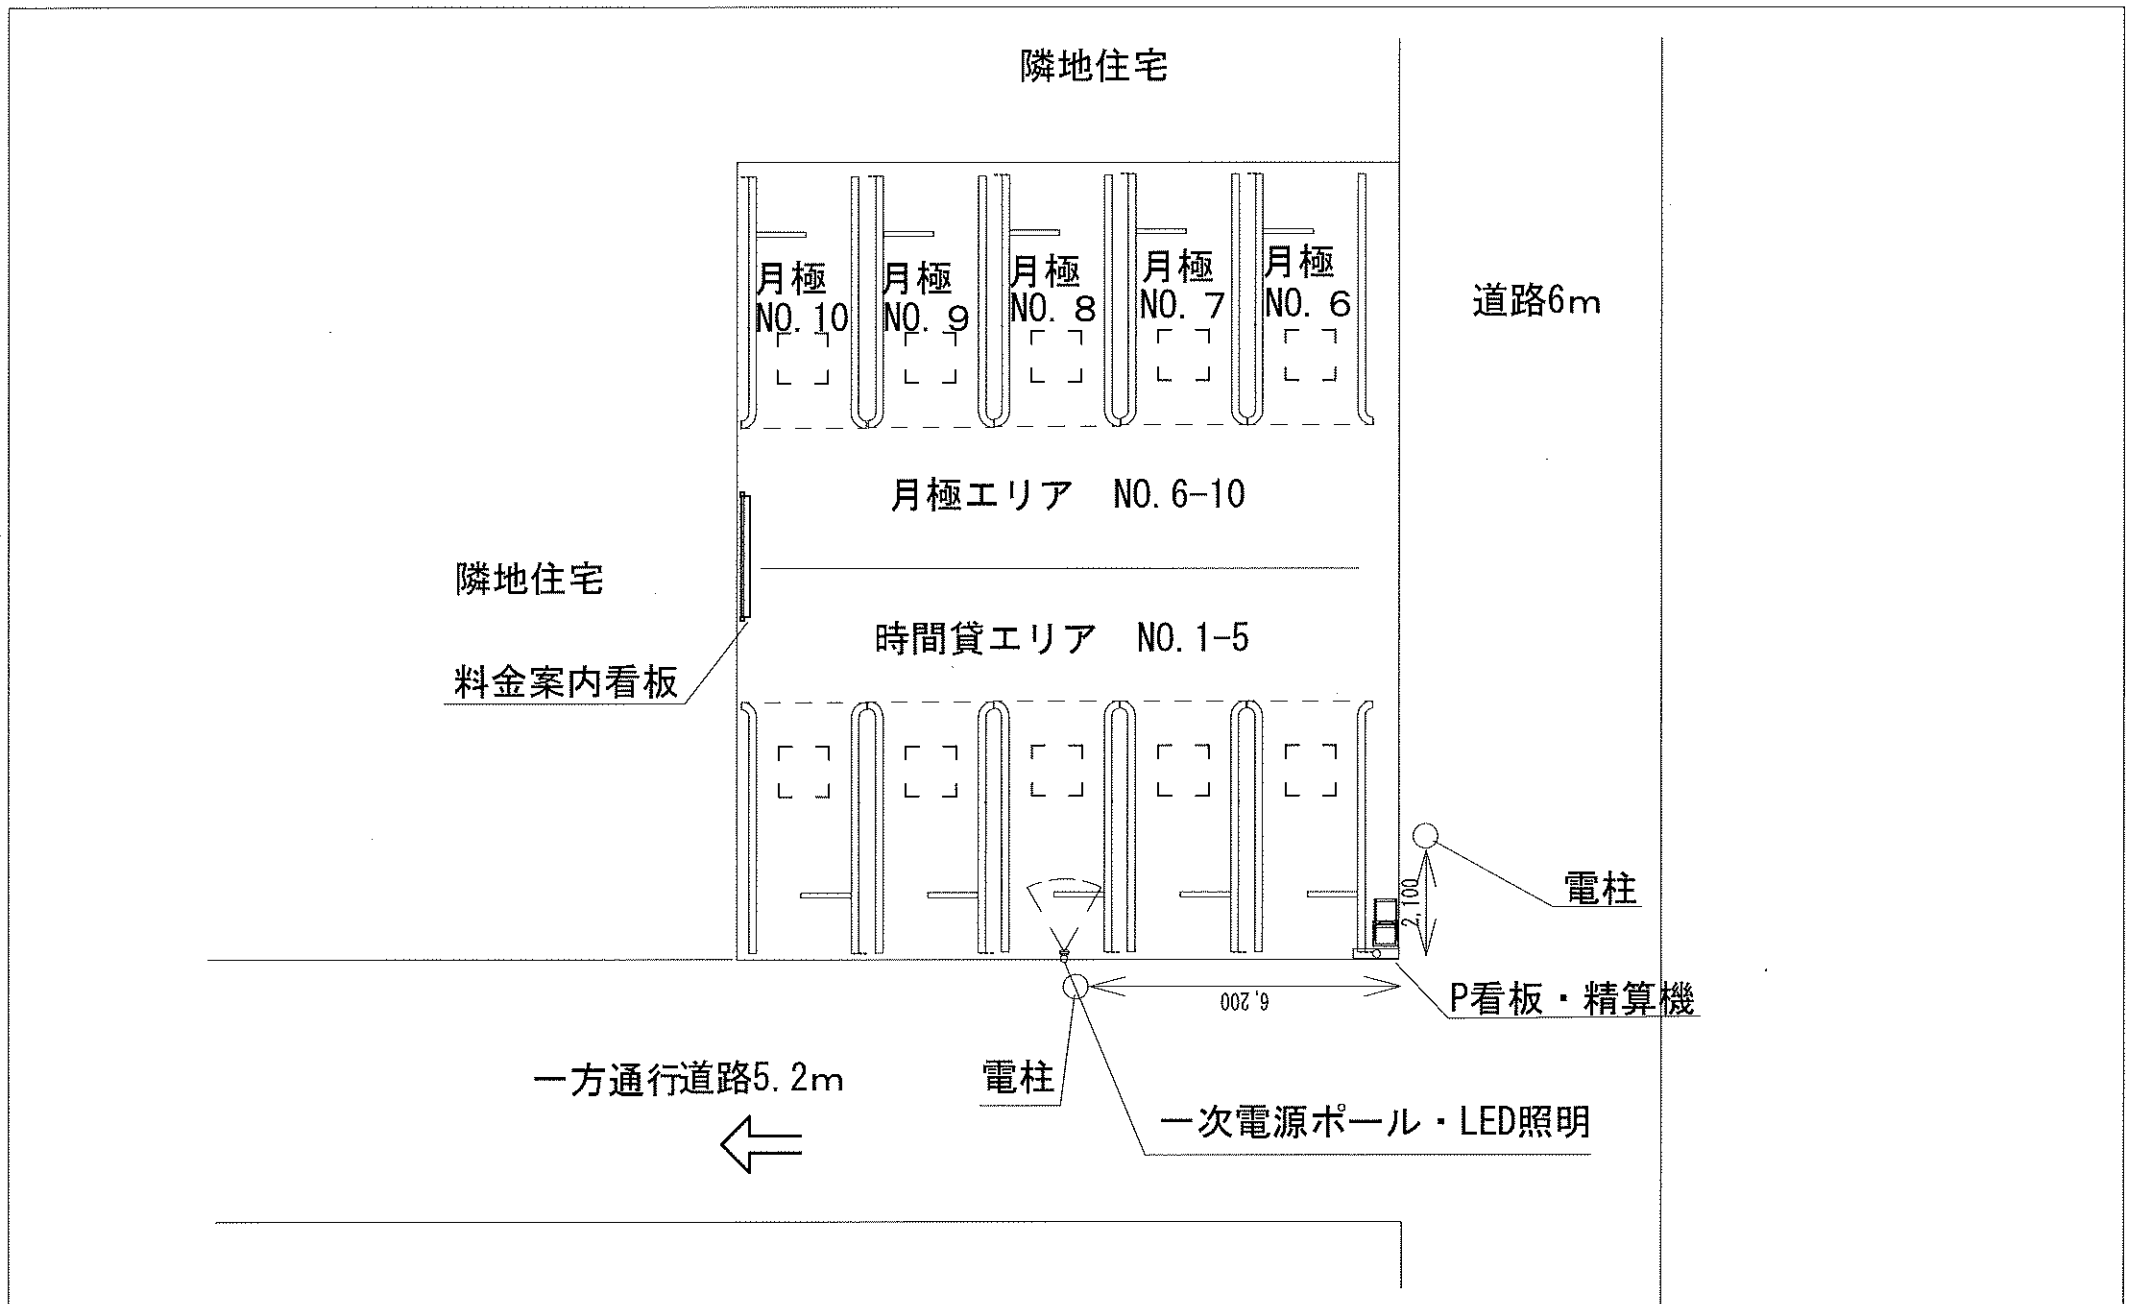 隣地住宅
月極
NO. 10
月極
NO. 9
月極
NO. 8
月極
NO. 7
月極
NO. 6
道路6m
月極エリア　NO. 6-10
隣地住宅
時間貸エリア　NO. 1-5
料金案内看板
電柱
2,100
P看板・精算機
6,200
一方通行道路5. 2m
電柱
一次電源ポール・LED照明